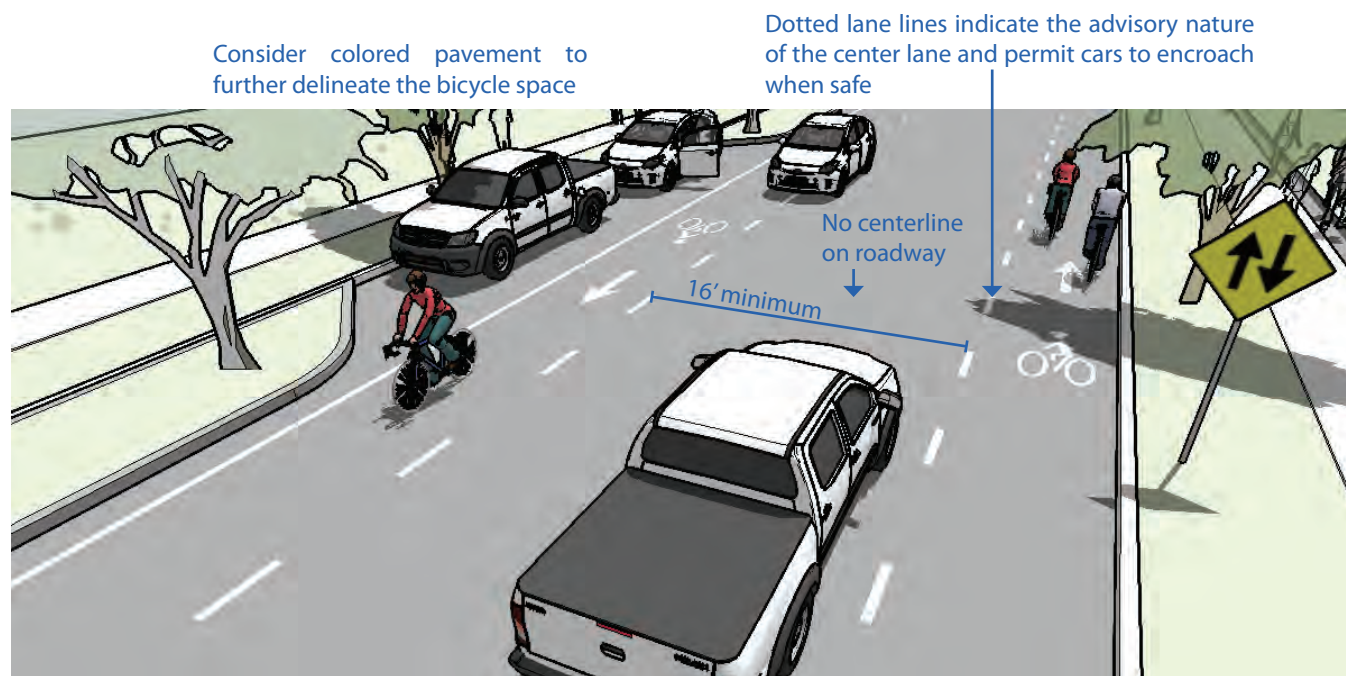 Consider colored pavement to
further delineate the bicycle space
Dotted lane lines indicate the advisory nature
of the center lane and permit cars to encroach
when safe
No centerline
on roadway
16’ minimum